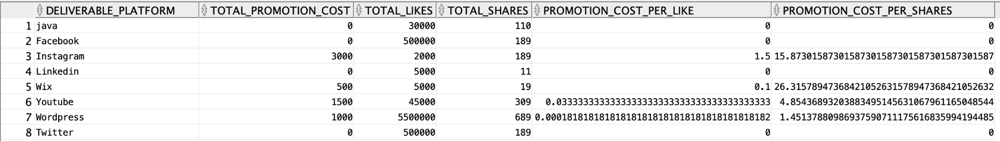 DELIVERABLE_PLATFORM TOTAL_PROMOTION_COST TOTAL_LIKES TOTAL_SHARES PROMOTION_COST_PER_LIKE PROMOTION_COST_PER_SHARES
1 java 0 30000 110 0 0
2 Facebook 0 500000 189 0 0
3 Instagram 3000 2000 189 1.5 15.87301587301587301587301587301587301587
4 Linkedin 0 5000 11 0 0
5 Wix 500 5000 19 0.1 26.31578947368421052631578947368421052632
6 Youtube 1500 45000 309 0.0333333333333333333333333333333333333333 4.85436893203883495145631067961165048544
7 Wordpress 1000 5500000 689 0.000181818181818181818181818181818181818182 1.45137880986937590711175616835994194485
8 Twitter 0 500000 189 0 0